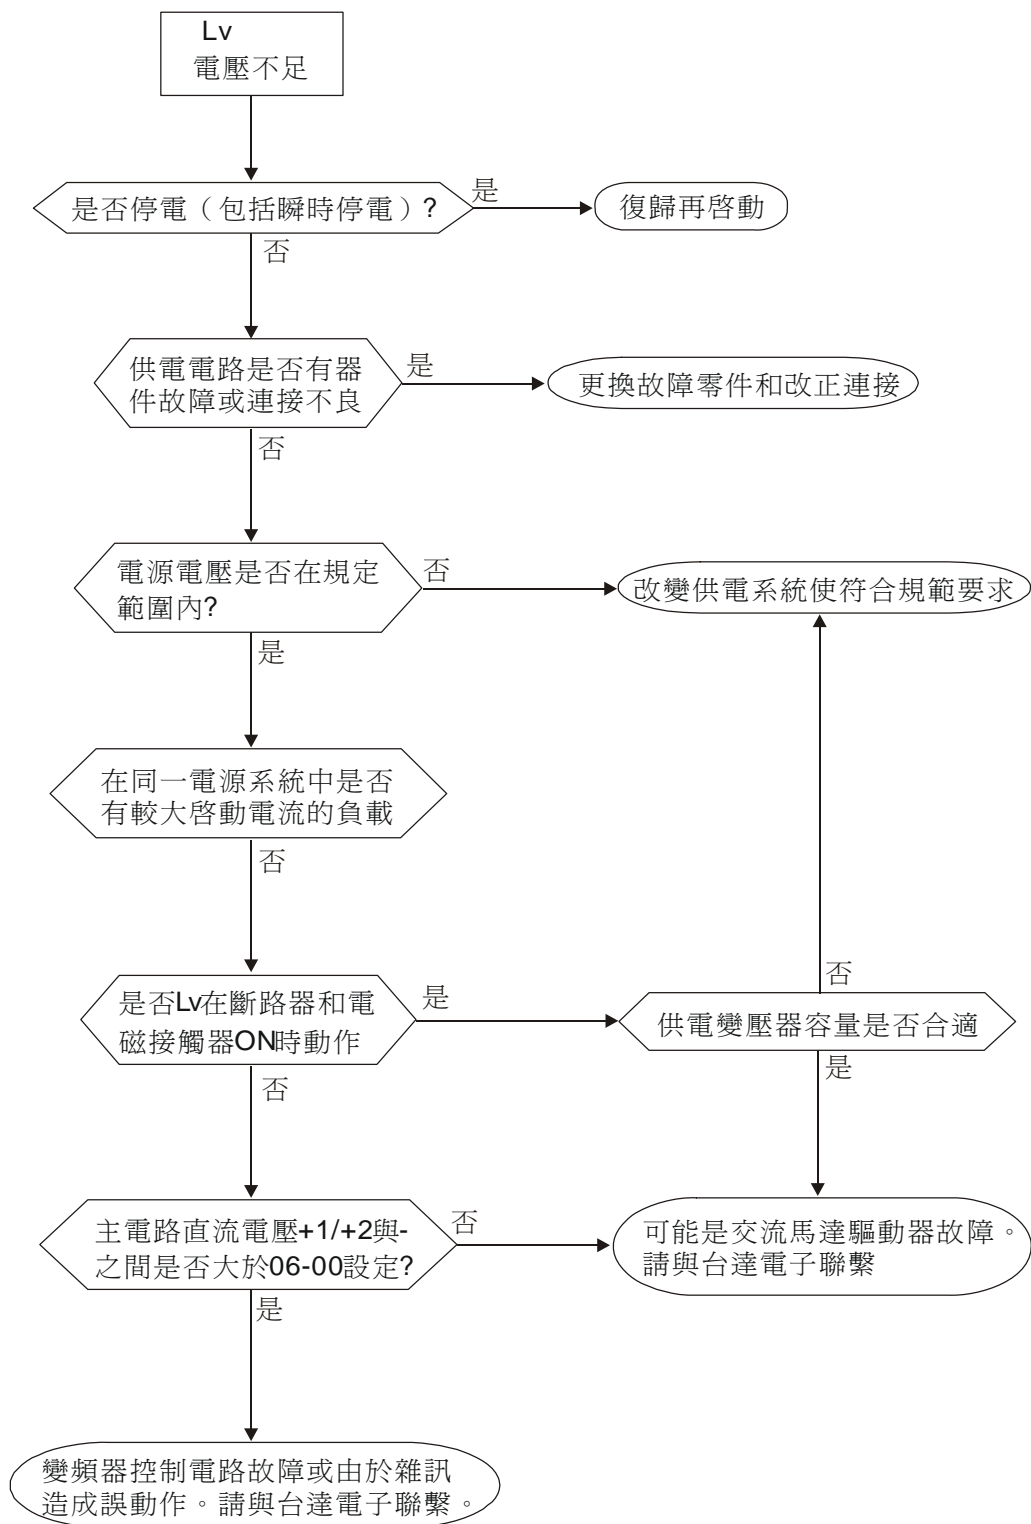 Lv
電壓不足
是否停電（包括瞬時停電）?
是
復歸再啓動
否
供電電路是否有器
件故障或連接不良
是
更換故障零件和改正連接
否
電源電壓是否在規定
範圍內?
否
改變供電系統使符合規範要求
是
在同一電源系統中是否
有較大啓動電流的負載
否
是否Lv在斷路器和電
磁接觸器ON時動作
是
否
供電變壓器容量是否合適
是
否
主電路直流電壓+1/+2與-
之間是否大於06-00設定?
否
可能是交流馬達驅動器故障。
請與台達電子聯繫
是
變頻器控制電路故障或由於雜訊
造成誤動作。請與台達電子聯繫。